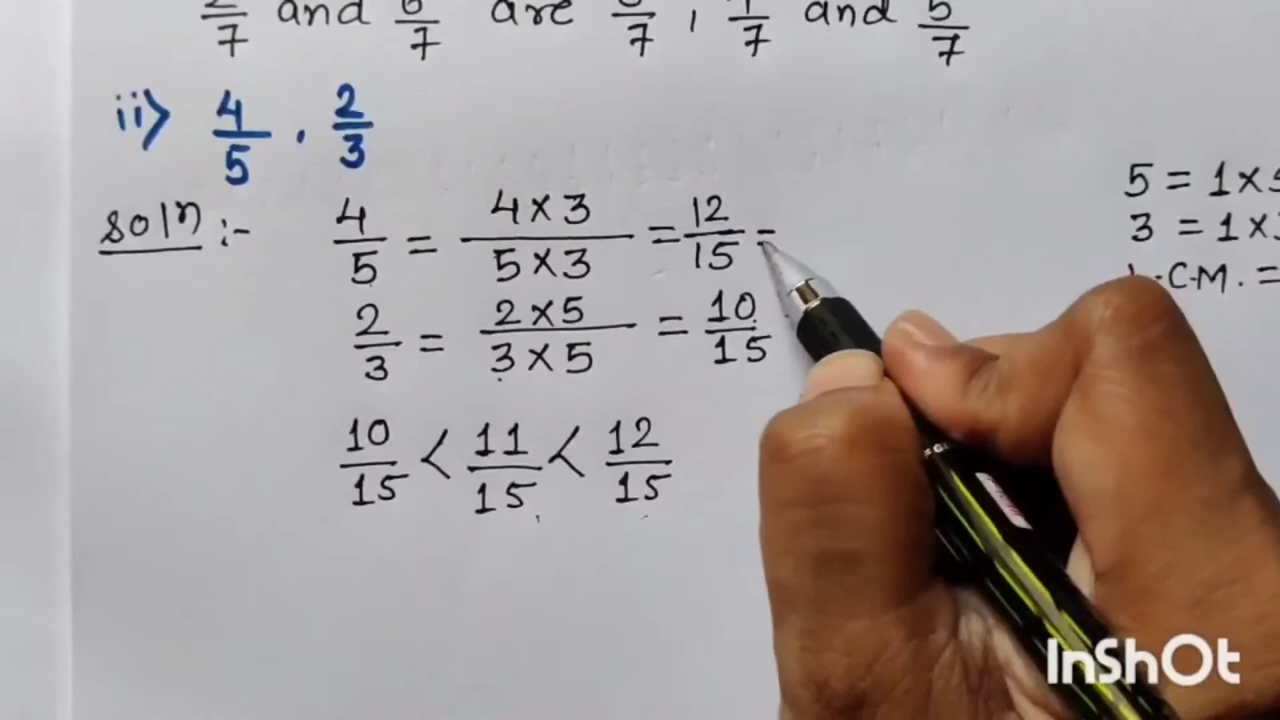 2/7 and 6/7 are , 7 and 5/7
ii> 4/5 . 2/3
soln :- 4/5 = 4×3/5×3 = 12/15 =
2/3 = 2×5/3×5 = 10/15
10/15 < 11/15 < 12/15
5 = 1×
3 = 1×
.C.M. =
InShOt